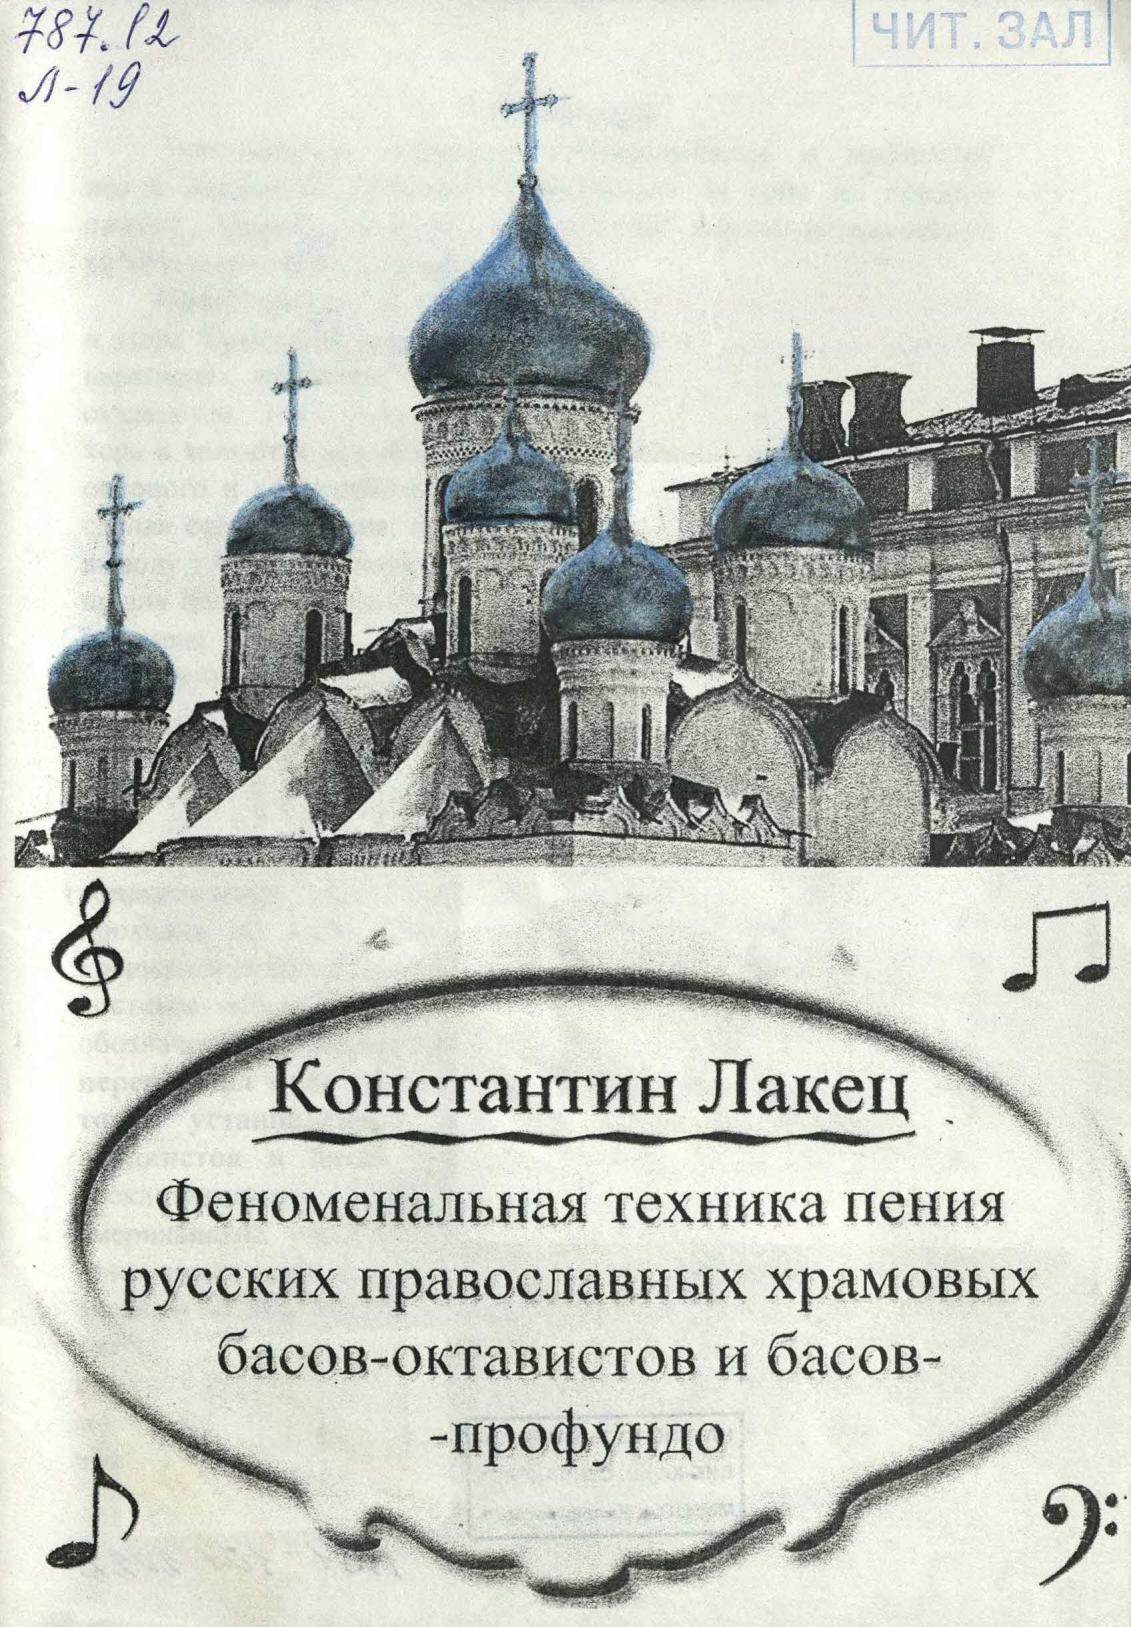 787.12
Л-19
ЧИТ. ЗАЛ
Константин Лакец
Феноменальная техника пения
русских православных храмовых
басов-октавистов и басов-
-профундо